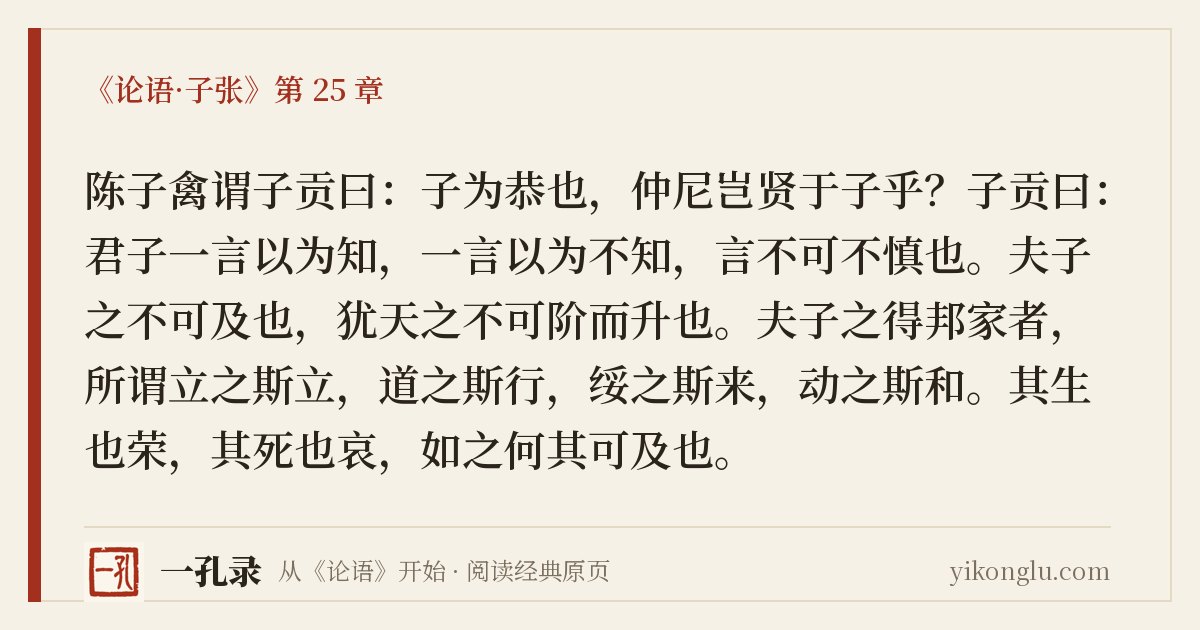 《论语·子张》第 25 章
陈子禽谓子贡曰：子为恭也，仲尼岂贤于子乎？子贡曰：
君子一言以为知，一言以为不知，言不可不慎也。夫子
之不可及也，犹天之不可阶而升也。夫子之得邦家者，
所谓立之斯立，道之斯行，绥之斯来，动之斯和。其生
也荣，其死也哀，如之何其可及也。
一孔 一孔录 从《论语》开始 · 阅读经典原页 yikonglu.com